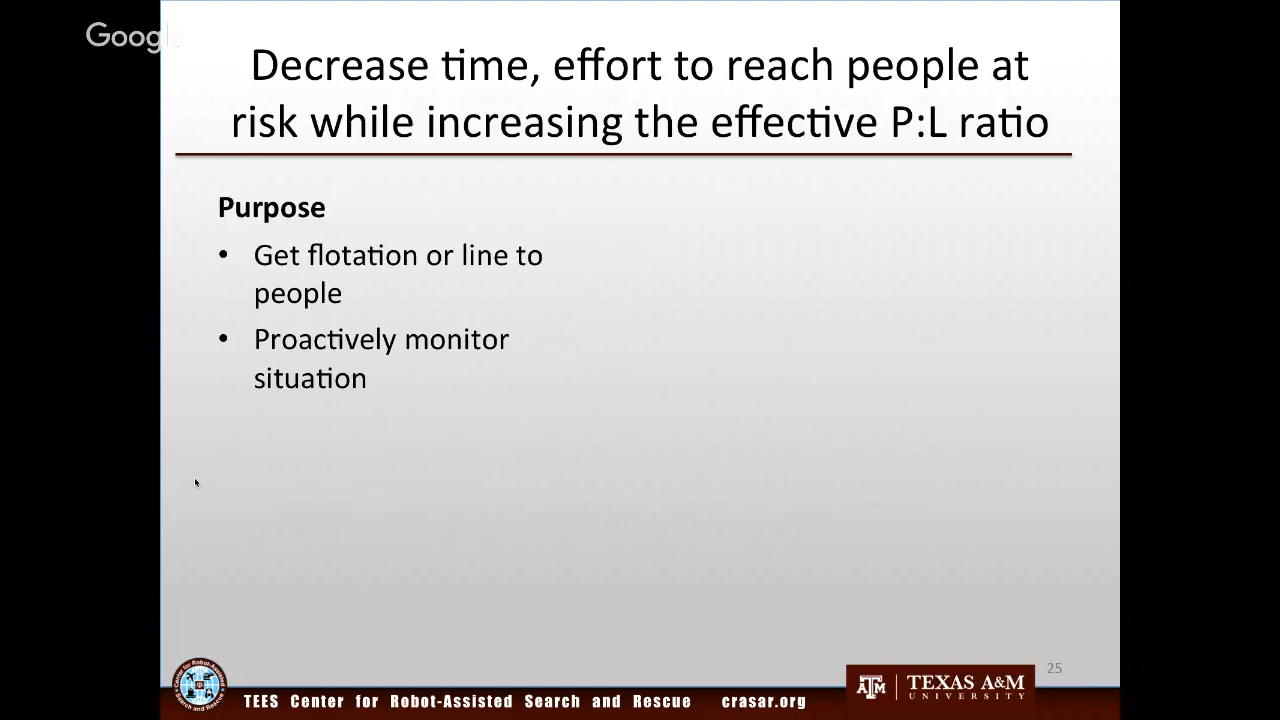 Google
Decrease time, effort to reach people at
risk while increasing the effective P:L ratio
Purpose
• Get flotation or line to
people
• Proactively monitor
situation
25
TEES Center for Robot-Assisted Search and Rescue crasar.org
ATM TEXAS A&M
UNIVERSITY